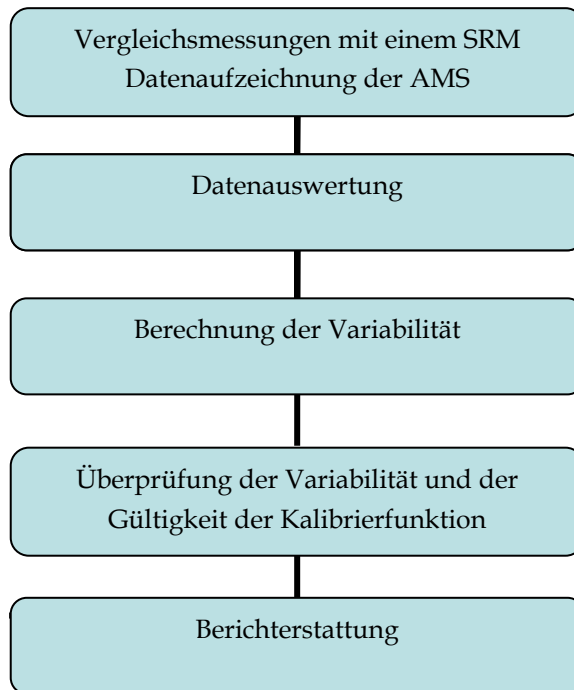 Vergleichsmessungen mit einem SRM
Datenaufzeichnung der AMS
Datenauswertung
Berechnung der Variabilität
Überprüfung der Variabilität und der
Gültigkeit der Kalibrierfunktion
Berichterstattung